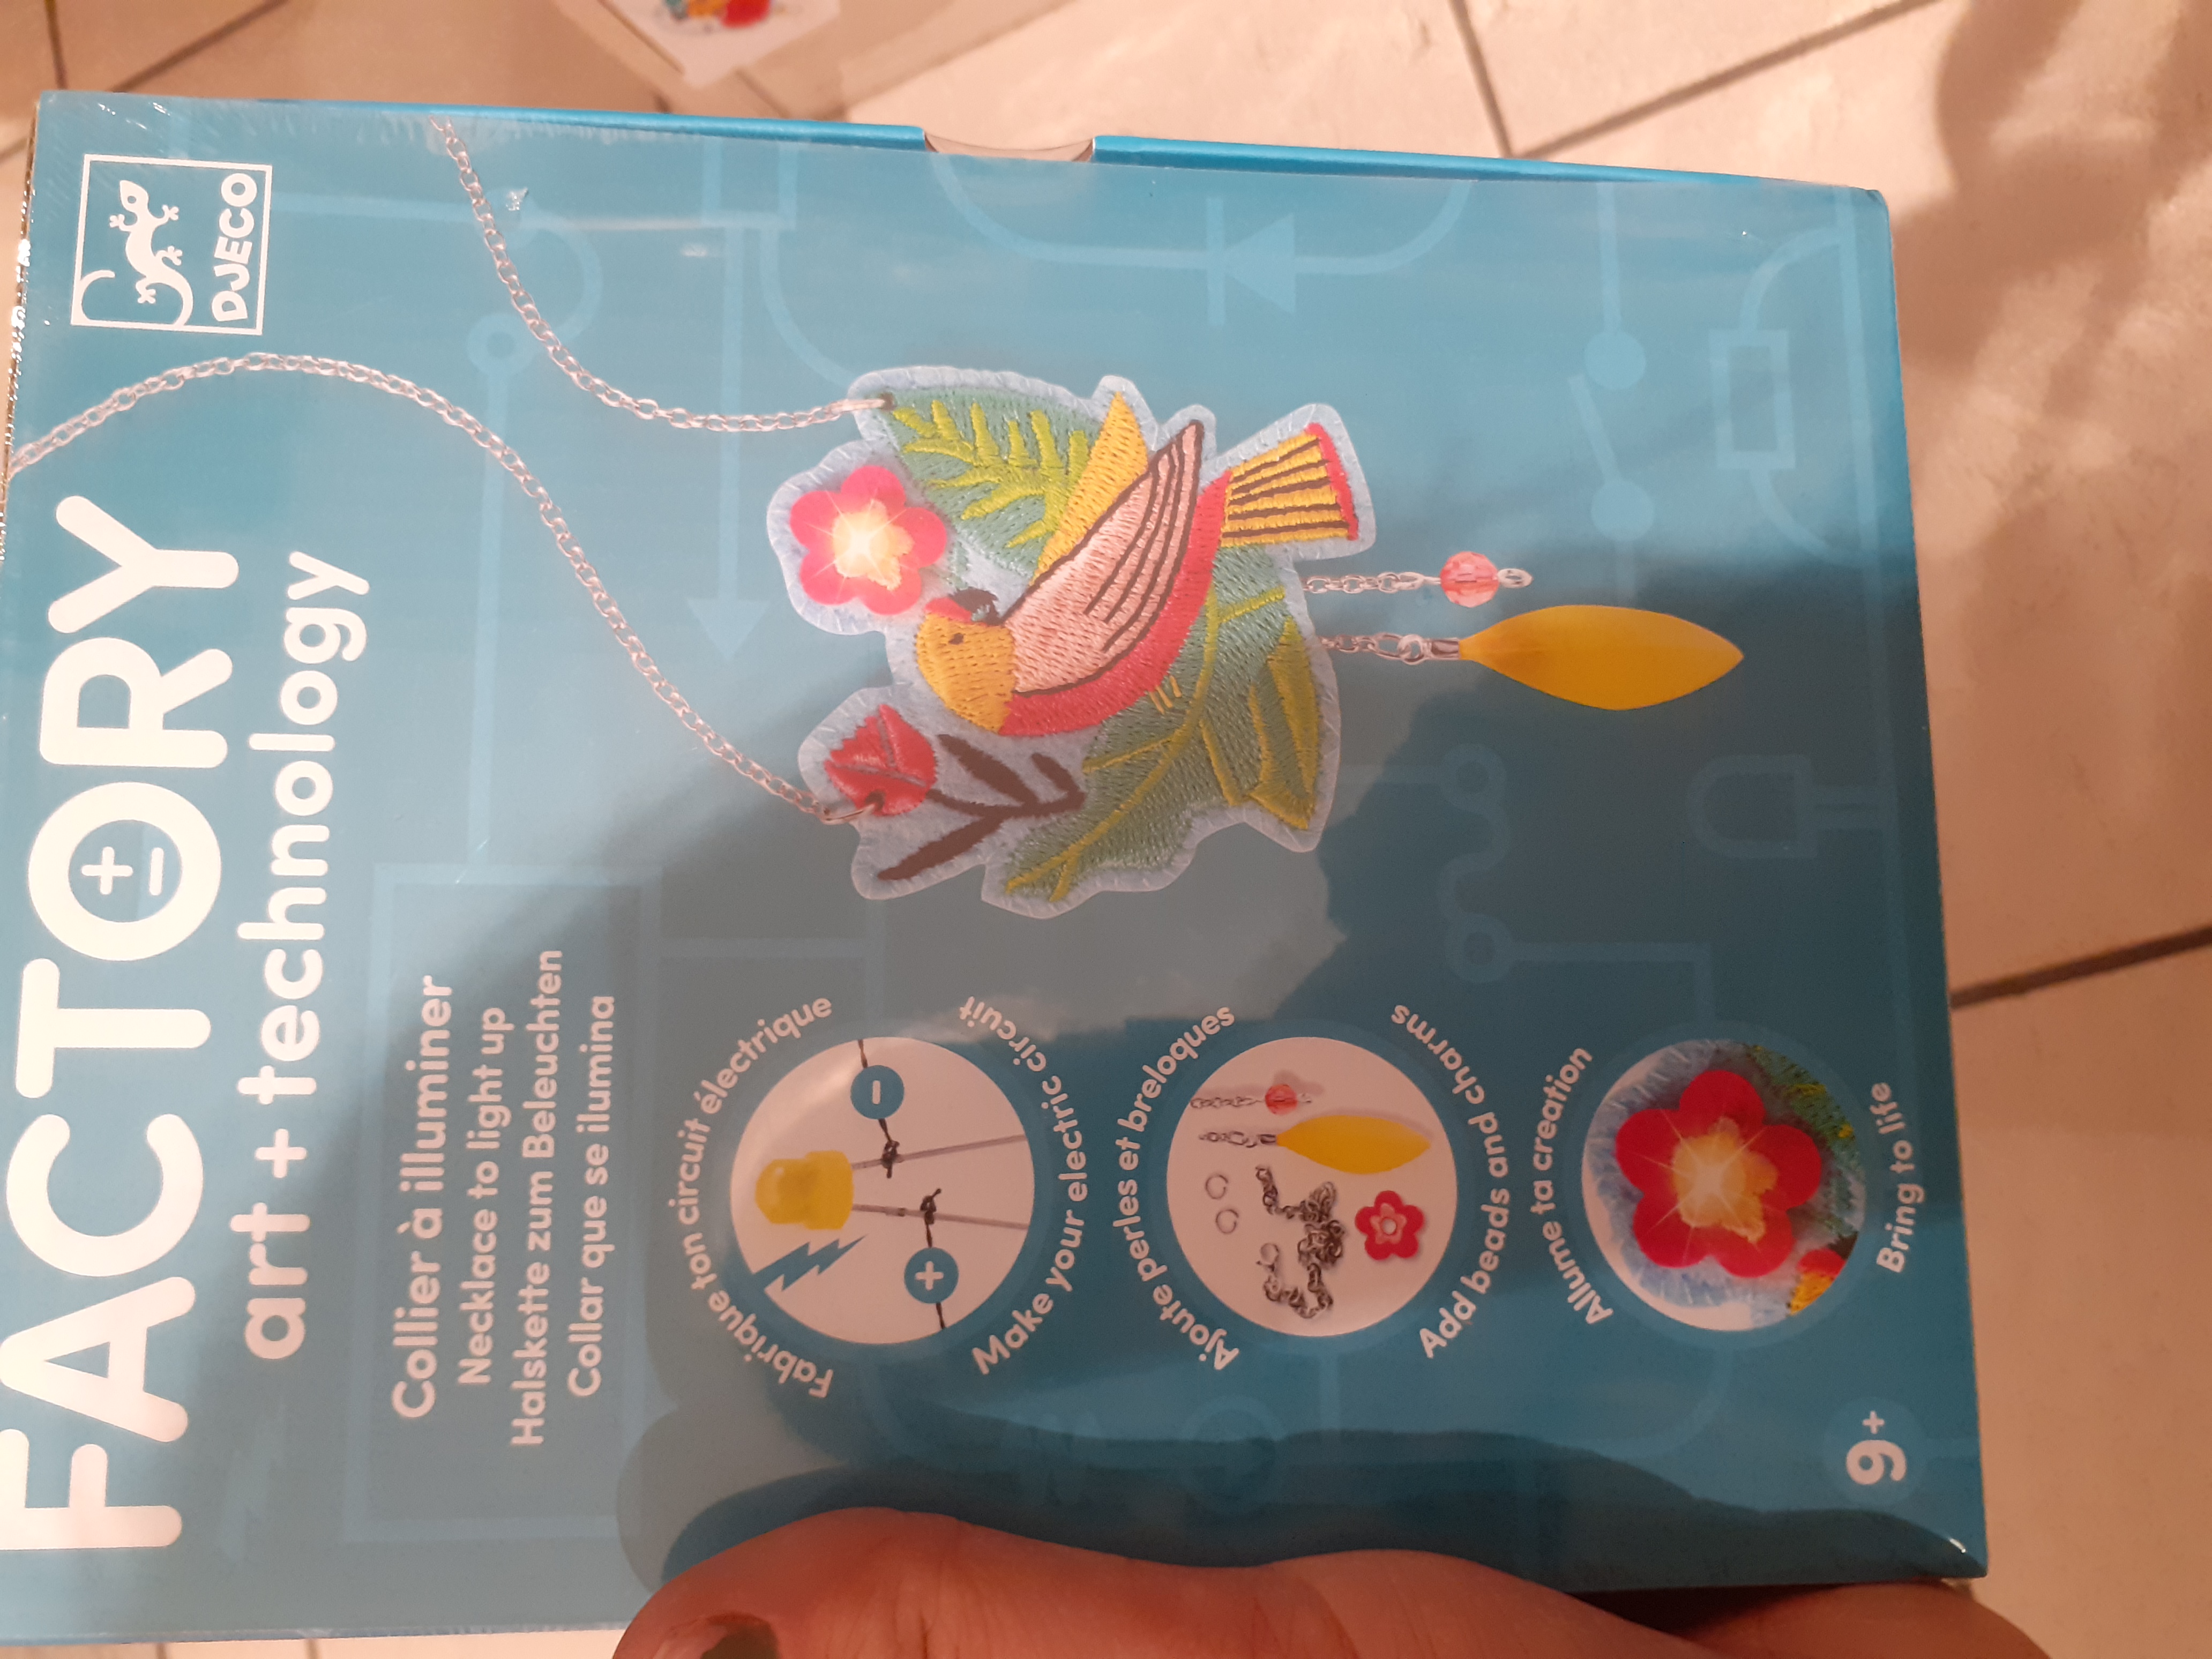 FACTORY
+
−
art + technology
DJECO
Collier à illuminer
Necklace to light up
Halskette zum Beleuchten
Collar que se ilumina
Fabrique ton circuit électrique
+
−
Make your electric circuit
Ajoute perles et breloques
Add beads and charms
Allume ta creation
Bring to life
9+